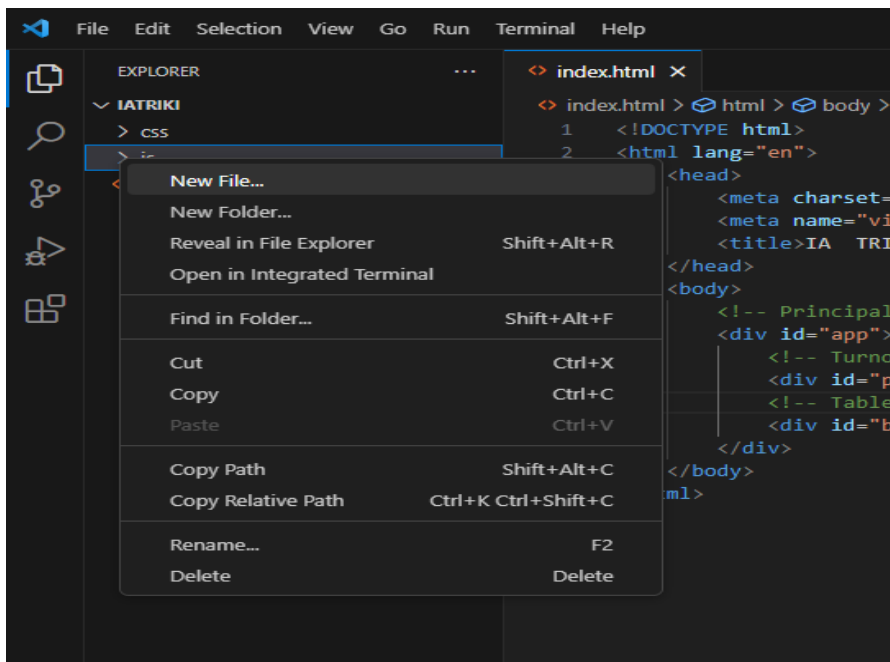 File Edit Selection View Go Run Terminal Help
EXPLORER ...
IATRIKI
css
New File...
New Folder...
Reveal in File Explorer Shift+Alt+R
Open in Integrated Terminal
Find in Folder... Shift+Alt+F
Cut Ctrl+X
Copy Ctrl+C
Paste Ctrl+V
Copy Path Shift+Alt+C
Copy Relative Path Ctrl+K Ctrl+Shift+C
Rename... F2
Delete Delete
index.html
index.html > html > body >
1 <!DOCTYPE html>
2 <html lang="en">
<head>
<meta charset=
<meta name="vi
<title>IA TRI
</head>
<body>
<!-- Principal
<div id="app">
<!-- Turno
<div id="p
<!-- Table
<div id="b
</div>
</body>
ml>